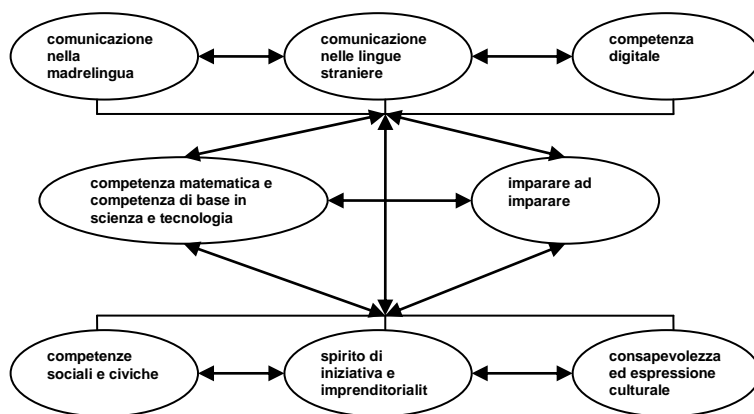 comunicazione
nella
madrelingua
comunicazione
nelle lingue
straniere
competenza
digitale
competenza matematica e
competenza di base in
scienza e tecnologia
imparare ad
imparare
competenze
sociali e civiche
spirito di
iniziativa e
imprenditorialit
consapevolezza
ed espressione
culturale